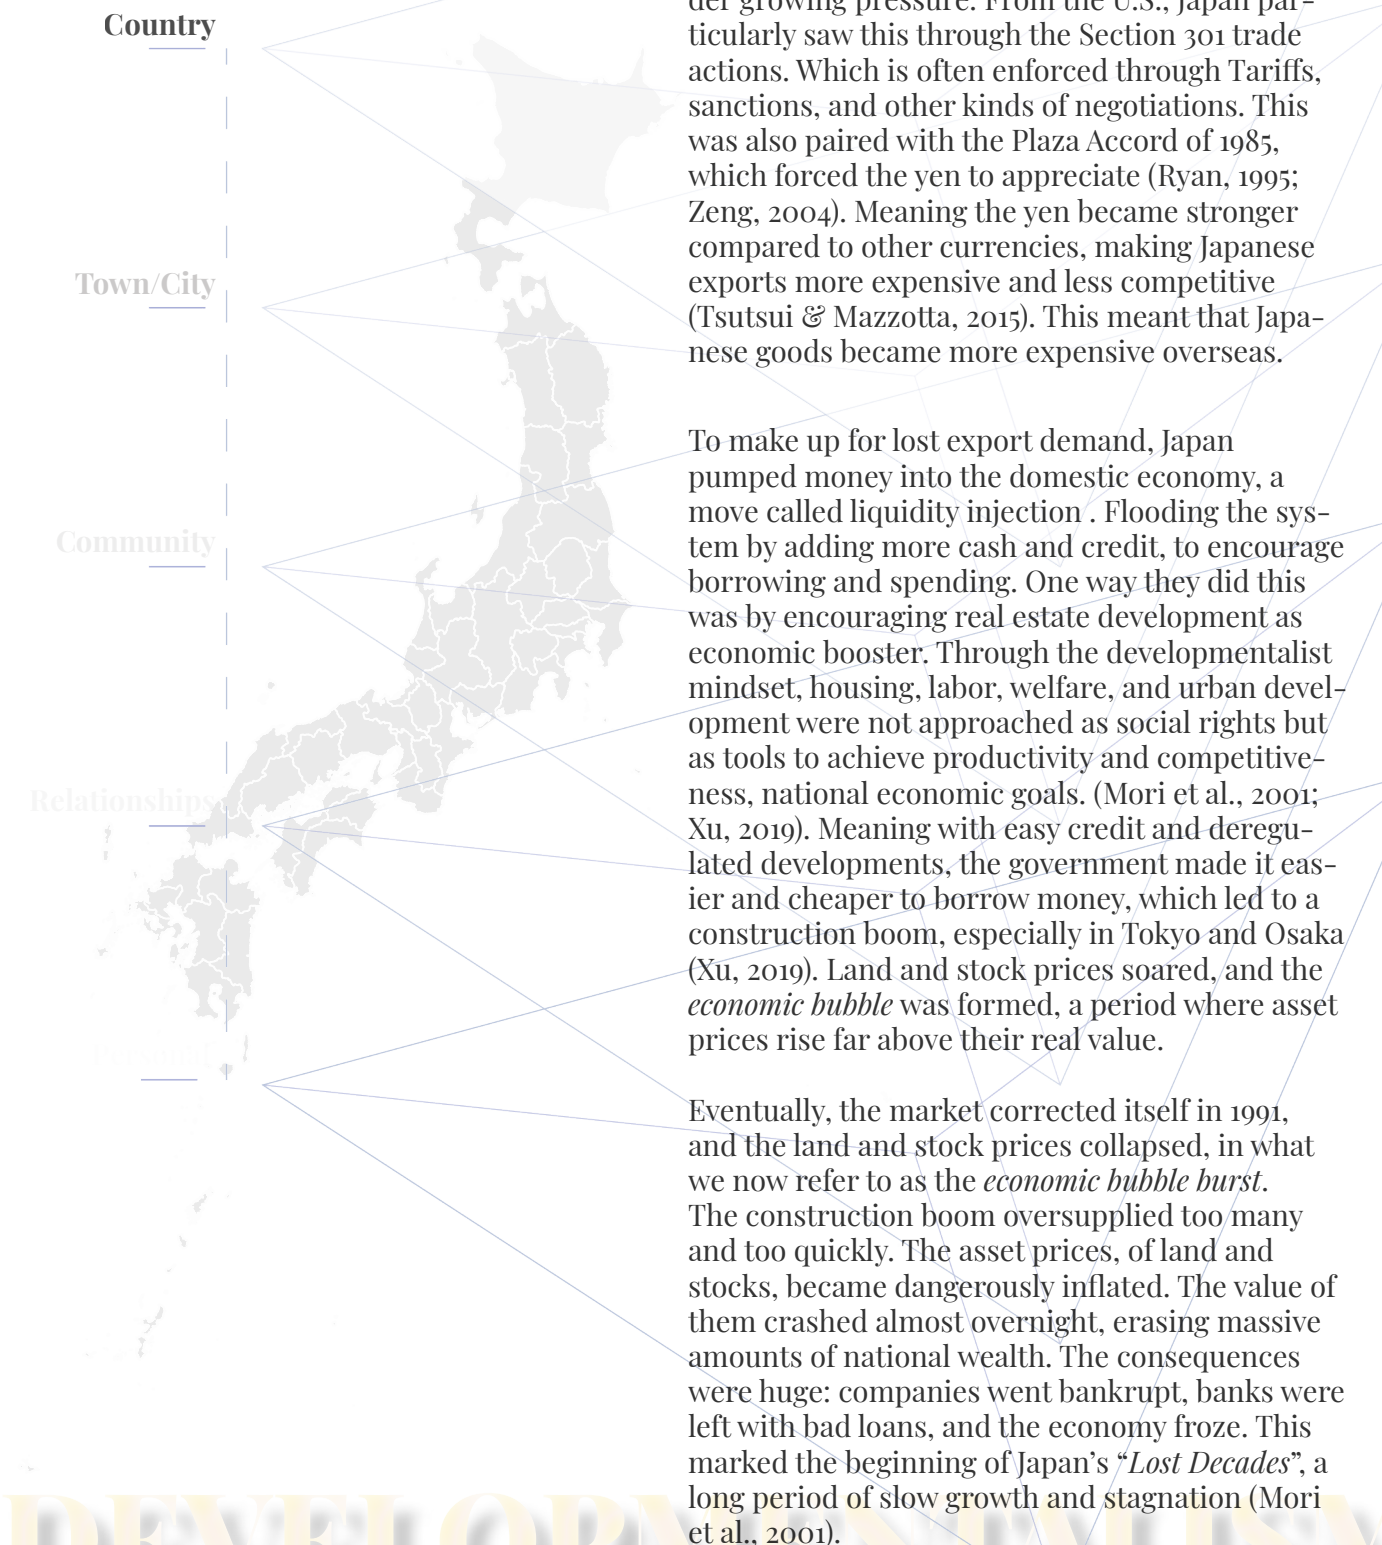 Country
Town/City
Community
Relationships
der growing pressure. From the U.S., Japan par-
ticularly saw this through the Section 301 trade
actions. Which is often enforced through Tariffs,
sanctions, and other kinds of negotiations. This
was also paired with the Plaza Accord of 1985,
which forced the yen to appreciate (Ryan, 1995;
Zeng, 2004). Meaning the yen became stronger
compared to other currencies, making Japanese
exports more expensive and less competitive
(Tsutsui & Mazzotta, 2015). This meant that Japa-
nese goods became more expensive overseas.
To make up for lost export demand, Japan
pumped money into the domestic economy, a
move called liquidity injection . Flooding the sys-
tem by adding more cash and credit, to encourage
borrowing and spending. One way they did this
was by encouraging real estate development as
economic booster. Through the developmentalist
mindset, housing, labor, welfare, and urban devel-
opment were not approached as social rights but
as tools to achieve productivity and competitive-
ness, national economic goals. (Mori et al., 2001;
Xu, 2019). Meaning with easy credit and deregu-
lated developments, the government made it eas-
ier and cheaper to borrow money, which led to a
construction boom, especially in Tokyo and Osaka
(Xu, 2019). Land and stock prices soared, and the
economic bubble was formed, a period where asset
prices rise far above their real value.
Eventually, the market corrected itself in 1991,
and the land and stock prices collapsed, in what
we now refer to as the economic bubble burst.
The construction boom oversupplied too many
and too quickly. The asset prices, of land and
stocks, became dangerously inflated. The value of
them crashed almost overnight, erasing massive
amounts of national wealth. The consequences
were huge: companies went bankrupt, banks were
left with bad loans, and the economy froze. This
marked the beginning of Japan's “Lost Decades”, a
long period of slow growth and stagnation (Mori
et al., 2001).
DEVELOPMENTALISM